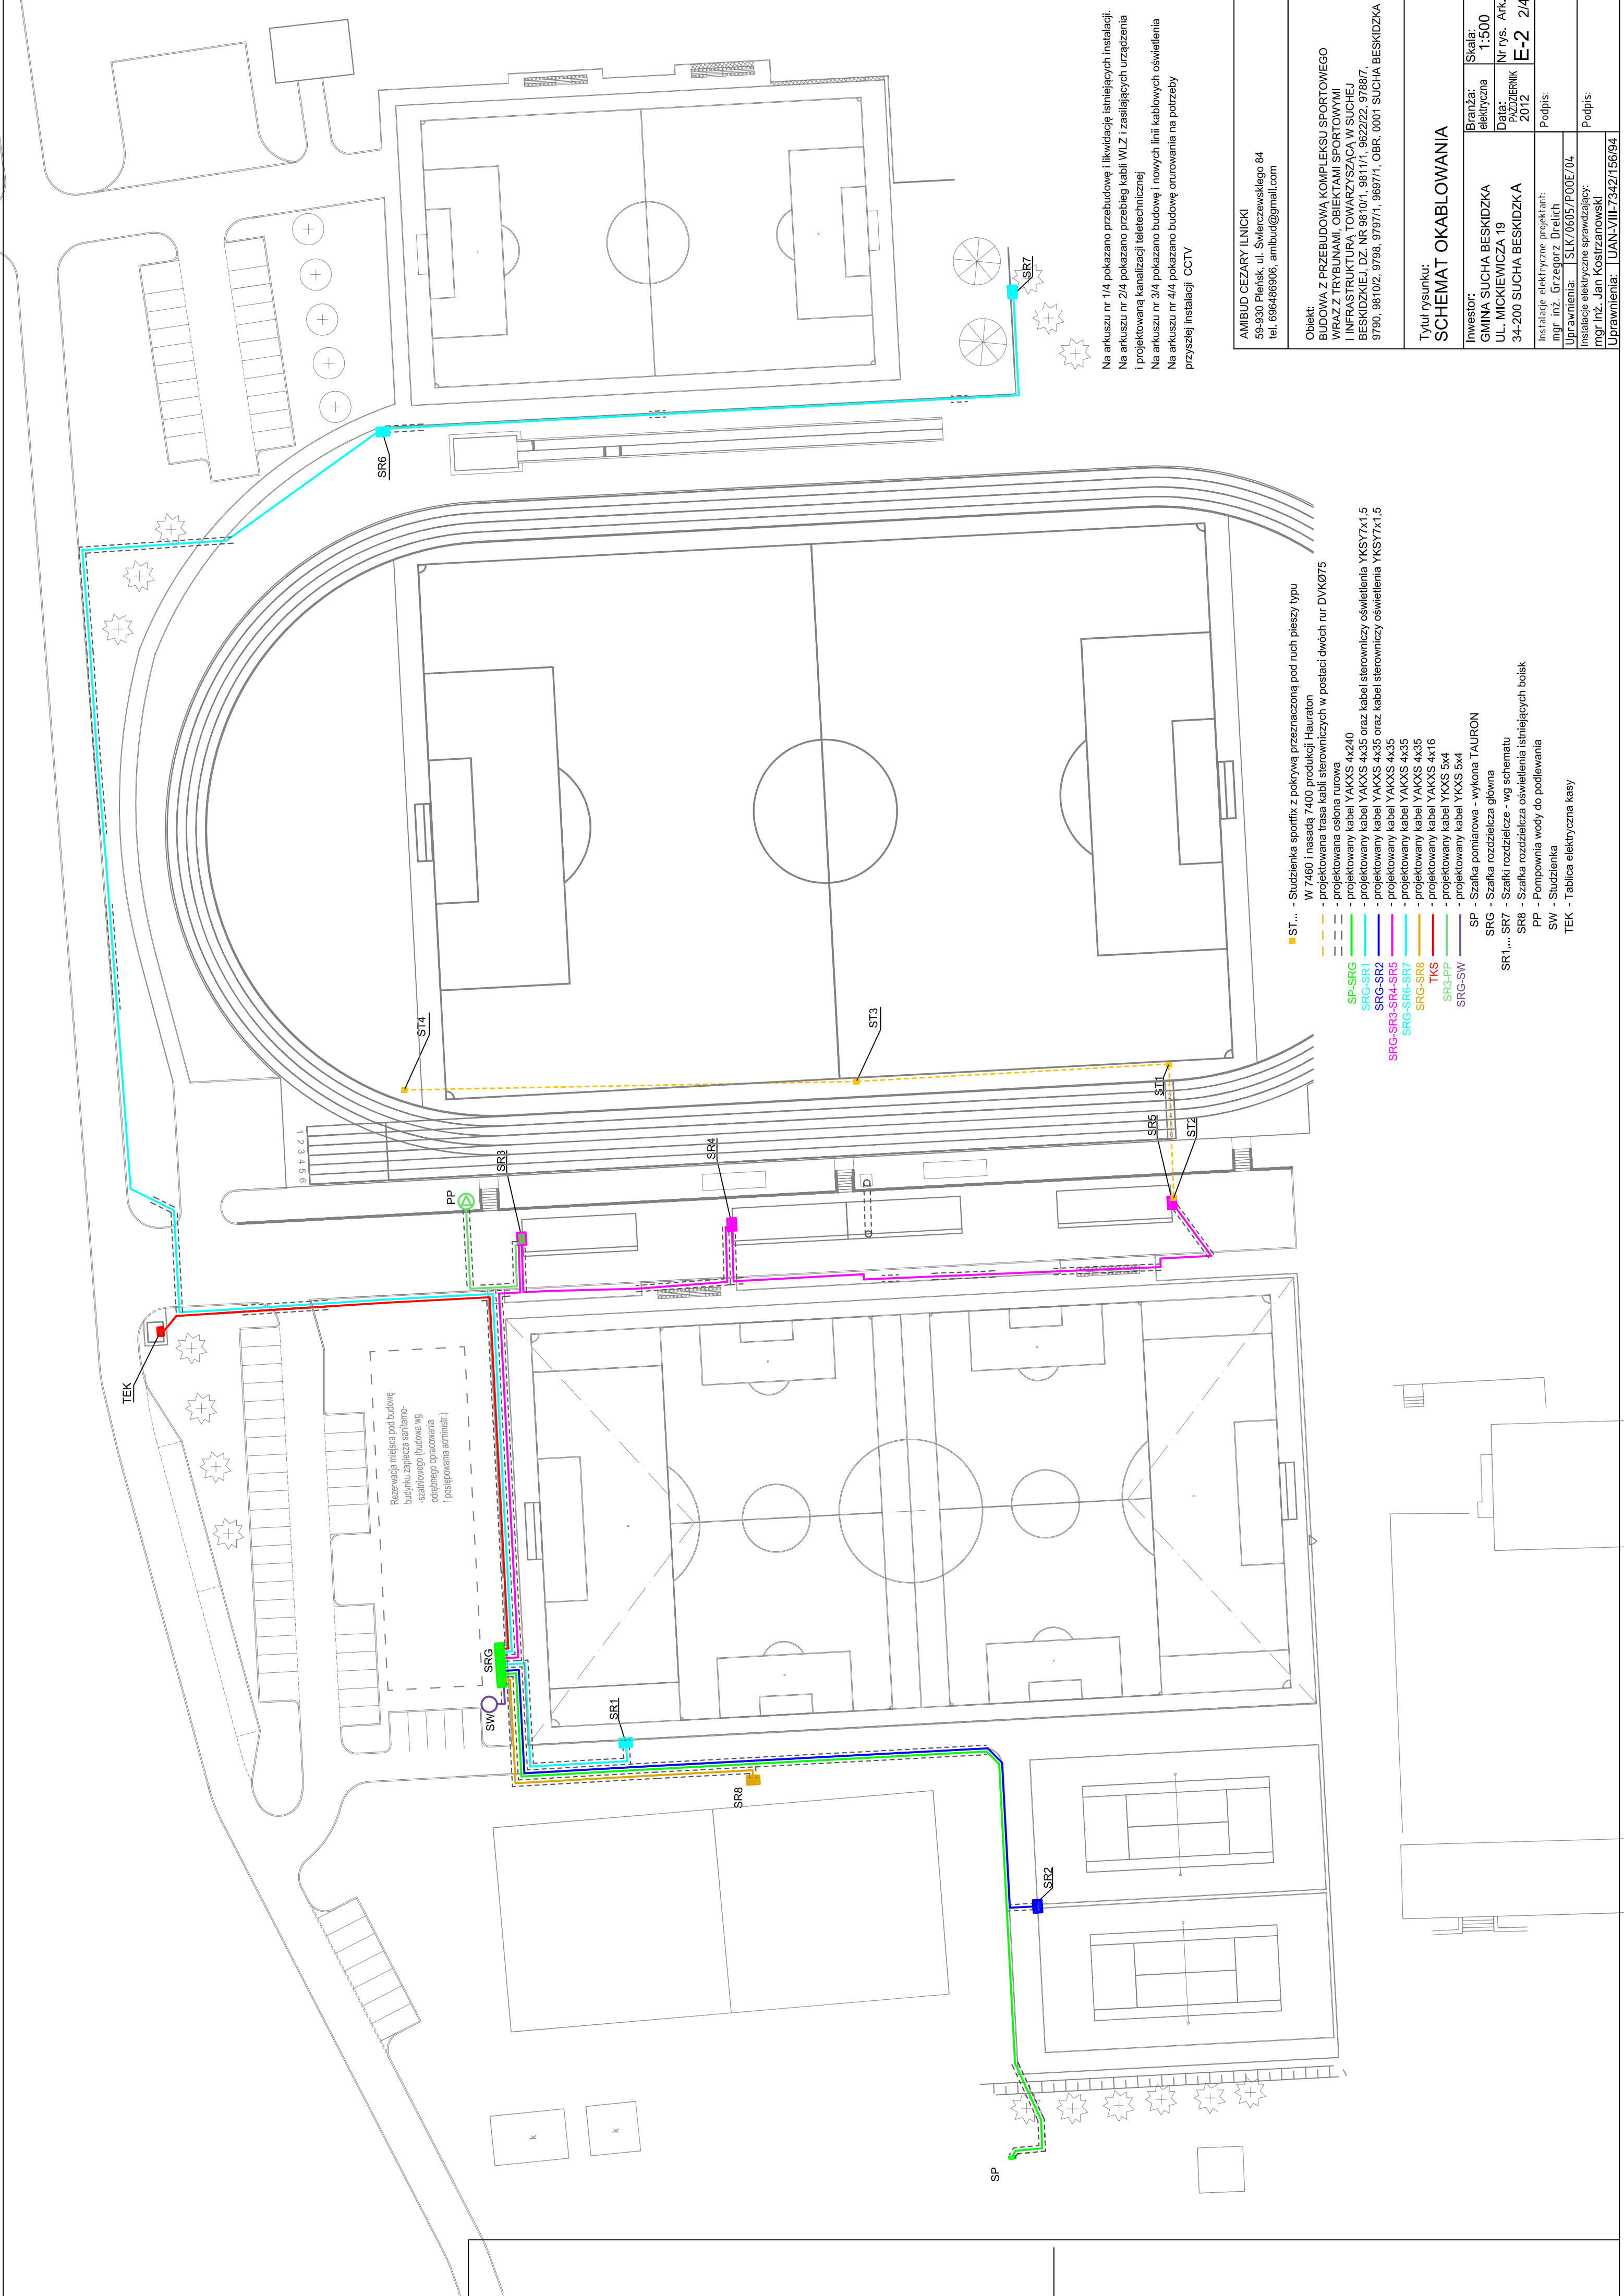 TEK
Rezerwacja miejsca pod budowę
budynku zaplecza sanitarno-
-szatniowego (budowa wg
odrębnego opracowania
i postępowania administr.)
SRG
SW
SR1
SR8
SR2
SP
k
k
PP
SR3
SR4
SR5
ST2
ST1
ST3
ST4
1 2 3 4 5 6
SR6
SR7
Na arkuszu nr 1/4 pokazano przebudowę i likwidację istniejących instalacji.
Na arkuszu nr 2/4 pokazano przebieg kabli WLZ i zasilających urządzenia
i projektowaną kanalizacji teletechnicznej
Na arkuszu nr 3/4 pokazano budowę i nowych linii kablowych oświetlenia
Na arkuszu nr 4/4 pokazano budowę orurowania na potrzeby
przyszłej instalacji CCTV
ST... - Studzienka sportfix z pokrywą przeznaczoną pod ruch pieszy typu
W 7460 i nasadą 7400 produkcji Hauraton
- projektowana trasa kabli sterowniczych w postaci dwóch rur DVKØ75
- projektowana osłona rurowa
SP-SRG - projektowany kabel YAKXS 4x240
SRG-SR1 - projektowany kabel YAKXS 4x35 oraz kabel sterowniczy oświetlenia YKSY7x1,5
SRG-SR2 - projektowany kabel YAKXS 4x35 oraz kabel sterowniczy oświetlenia YKSY7x1,5
SRG-SR3-SR4-SR5 - projektowany kabel YAKXS 4x35
SRG-SR6-SR7 - projektowany kabel YAKXS 4x35
SRG-SR8 - projektowany kabel YAKXS 4x35
TKS - projektowany kabel YAKXS 4x16
SR3-PP - projektowany kabel YKXS 5x4
SRG-SW - projektowany kabel YKXS 5x4
SP - Szafka pomiarowa - wykona TAURON
SRG - Szafka rozdzielcza główna
SR1,... SR7 - Szafki rozdzielcze - wg schematu
SR8 - Szafka rozdzielcza oświetlenia istniejących boisk
PP - Pompownia wody do podlewania
SW - Studzienka
TEK - Tablica elektryczna kasy
AMIBUD CEZARY ILNICKI
59-930 Pieńsk, ul. Świerczewskiego 84
tel. 696486906, amibud@gmail.com
Obiekt:
BUDOWA Z PRZEBUDOWĄ KOMPLEKSU SPORTOWEGO
WRAZ Z TRYBUNAMI, OBIEKTAMI SPORTOWYMI
I INFRASTRUKTURĄ TOWARZYSZĄCĄ W SUCHEJ
BESKIDZKIEJ, DZ. NR 9810/1, 9811/1, 9622/22, 9788/7,
9790, 9810/2, 9798, 9797/1, 9697/1, OBR. 0001 SUCHA BESKIDZKA
Tytuł rysunku:
SCHEMAT OKABLOWANIA
Inwestor:
GMINA SUCHA BESKIDZKA
UL. MICKIEWICZA 19
34-200 SUCHA BESKIDZKA
Branża:
elektryczna
Skala:
1:500
Data:
PAŹDZIERNIK
2012
Nr rys. Ark.
E-2 2/4
Instalacje elektryczne projektant:
mgr inż. Grzegorz Drelich
Uprawnienia: SLK/0605/POOE/04
Podpis:
Instalacje elektryczne sprawdzający:
mgr inż. Jan Kostrzanowski
Uprawnienia: UAN-VIII-7342/156/94
Podpis: